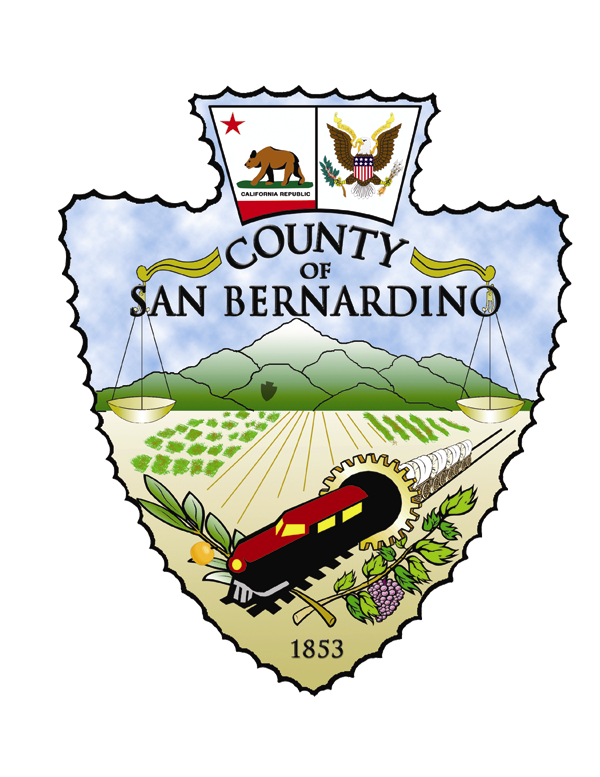 CALIFORNIA REPUBLIC
COUNTY
OF
SAN BERNARDINO
1853